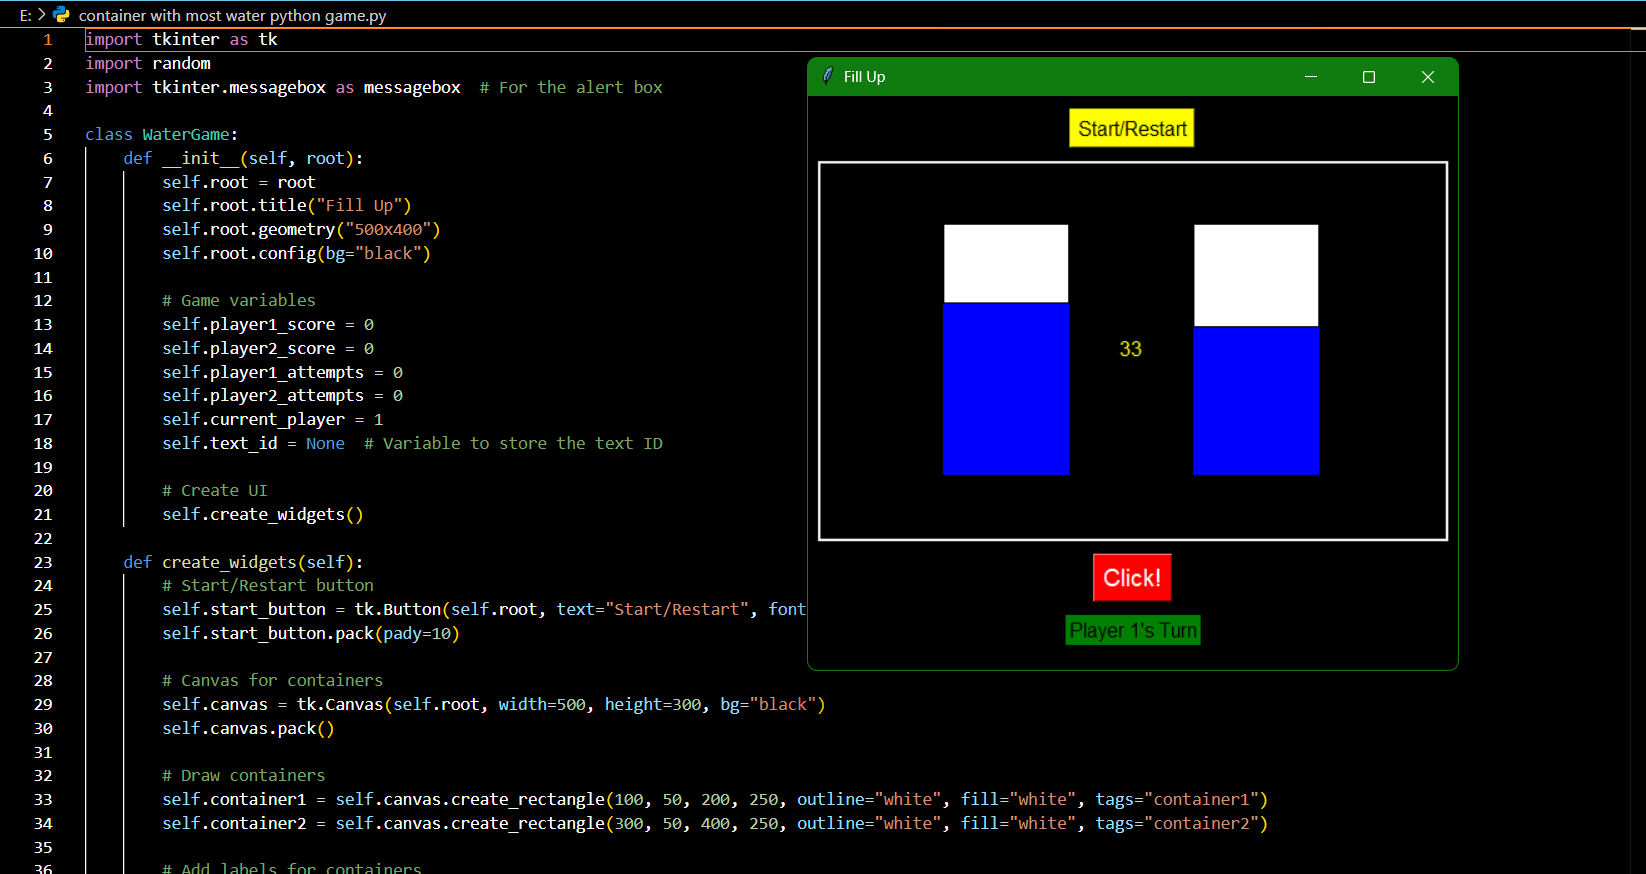 E: > container with most water python game.py
1 import tkinter as tk
2 import random
3 import tkinter.messagebox as messagebox  # For the alert box
4
5 class WaterGame:
6     def __init__(self, root):
7         self.root = root
8         self.root.title("Fill Up")
9         self.root.geometry("500x400")
10         self.root.config(bg="black")
11
12         # Game variables
13         self.player1_score = 0
14         self.player2_score = 0
15         self.player1_attempts = 0
16         self.player2_attempts = 0
17         self.current_player = 1
18         self.text_id = None  # Variable to store the text ID
19
20         # Create UI
21         self.create_widgets()
22
23     def create_widgets(self):
24         # Start/Restart button
25         self.start_button = tk.Button(self.root, text="Start/Restart", font
26         self.start_button.pack(pady=10)
27
28         # Canvas for containers
29         self.canvas = tk.Canvas(self.root, width=500, height=300, bg="black")
30         self.canvas.pack()
31
32         # Draw containers
33         self.container1 = self.canvas.create_rectangle(100, 50, 200, 250, outline="white", fill="white", tags="container1")
34         self.container2 = self.canvas.create_rectangle(300, 50, 400, 250, outline="white", fill="white", tags="container2")
35
36         # Add labels for containers
Fill Up
Start/Restart
33
Click!
Player 1's Turn